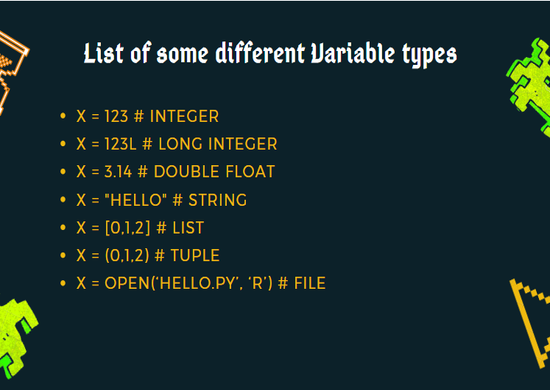 List of some different Variable types
• X = 123 # INTEGER
• X = 123L # LONG INTEGER
• X = 3.14 # DOUBLE FLOAT
• X = "HELLO" # STRING
• X = [0,1,2] # LIST
• X = (0,1,2) # TUPLE
• X = OPEN(‘HELLO.PY’, ‘R’) # FILE